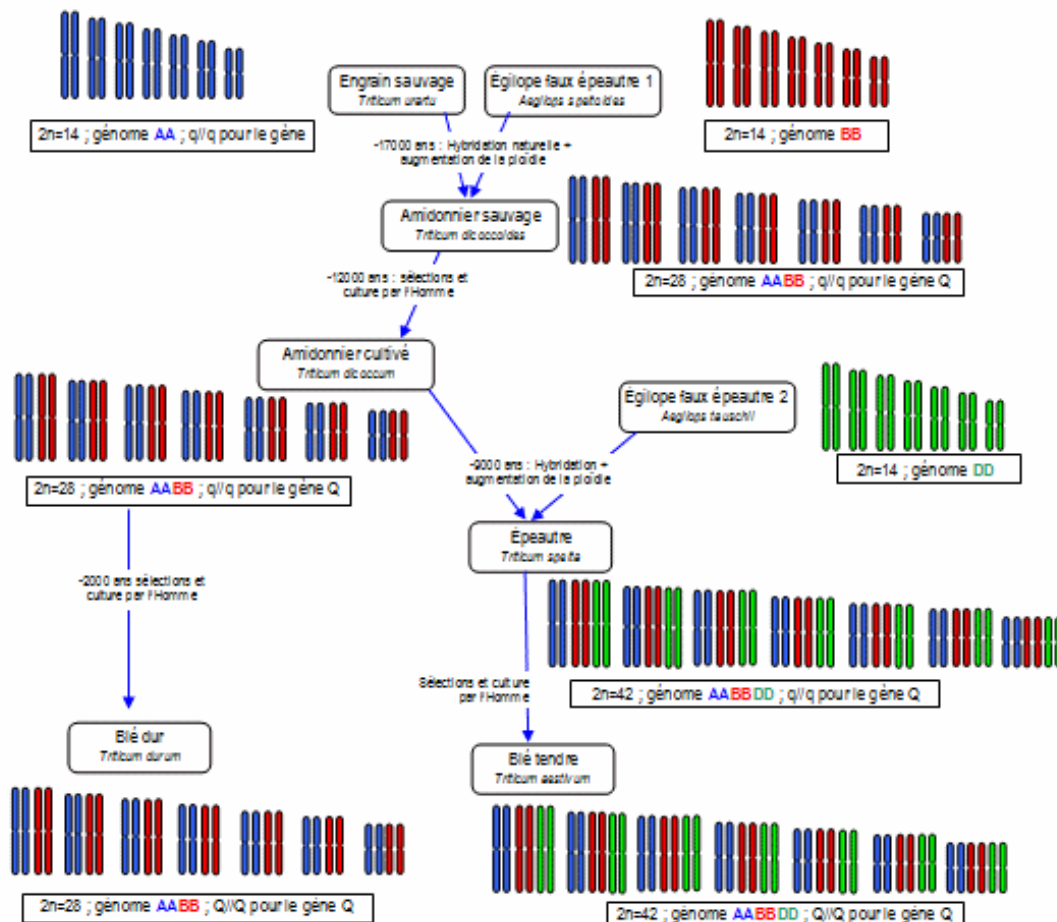 Engrain sauvage
Triticum urartu
Égilope faux épeautre 1
Aegilops speltoides
2n=14 ; génome AA ; q//q pour le gène
2n=14 ; génome BB
-17000 ans : Hybridation naturelle +
augmentation de la ploïdie
Amidonnier sauvage
Triticum dicoccoides
2n=28 ; génome AABB ; q//q pour le gène Q
-12000 ans : sélections et
culture par l'Homme
Amidonnier cultivé
Triticum dicoccum
Égilope faux épeautre 2
Aegilops tauschii
2n=14 ; génome DD
2n=28 ; génome AABB ; q//q pour le gène Q
-9000 ans : Hybridation +
augmentation de la ploïdie
Épeautre
Triticum spelta
-2000 ans sélections et
culture par l'Homme
2n=42 ; génome AABBDD ; q//q pour le gène Q
Sélections et culture
par l'Homme
Blé dur
Triticum durum
Blé tendre
Triticum aestivum
2n=28 ; génome AABB ; Q//Q pour le gène Q
2n=42 ; génome AABBDD ; Q//Q pour le gène Q